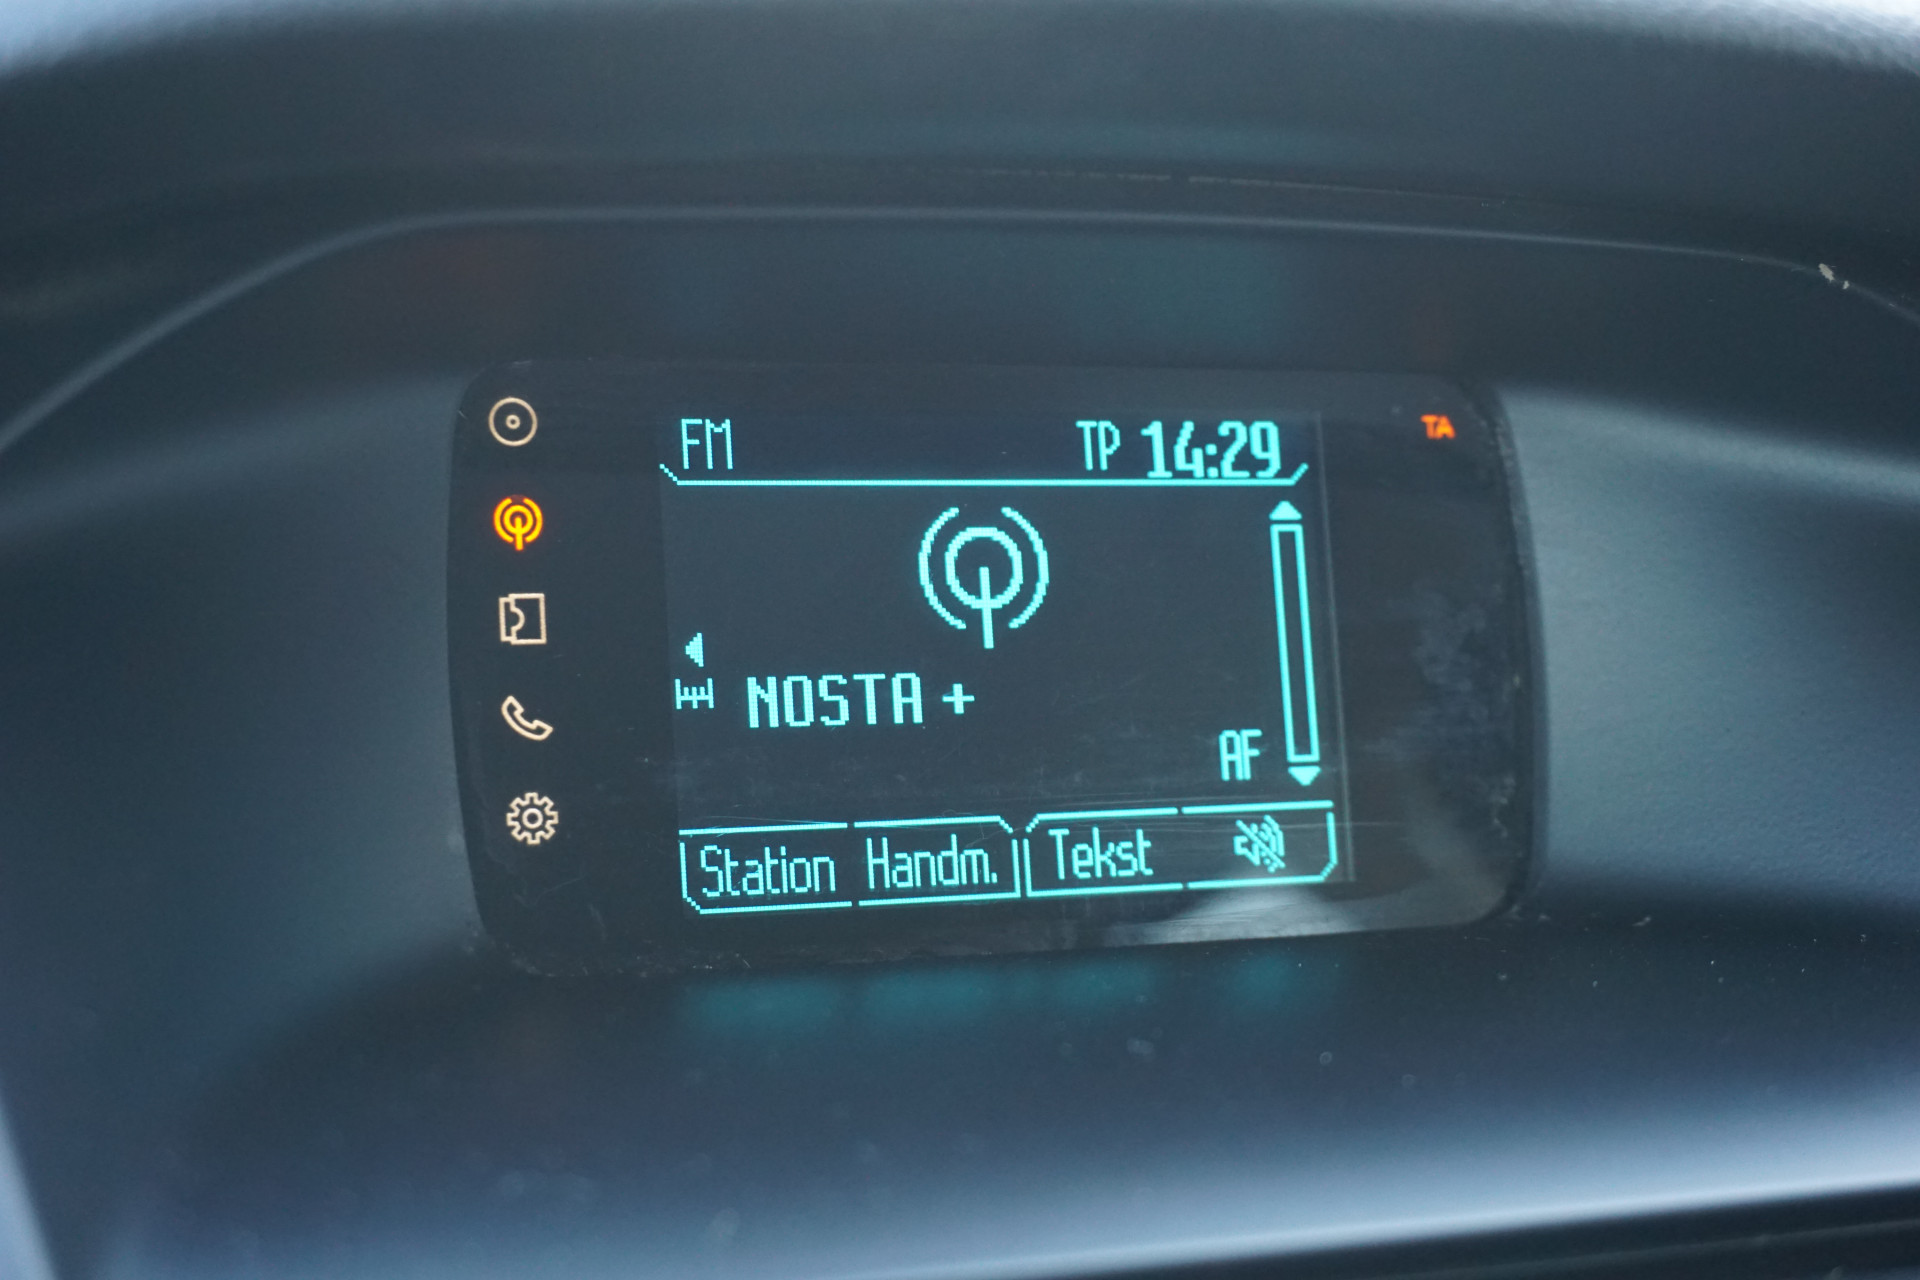 FM TP 14:29 TA
NOSTA +
AF
Station Handm. Tekst